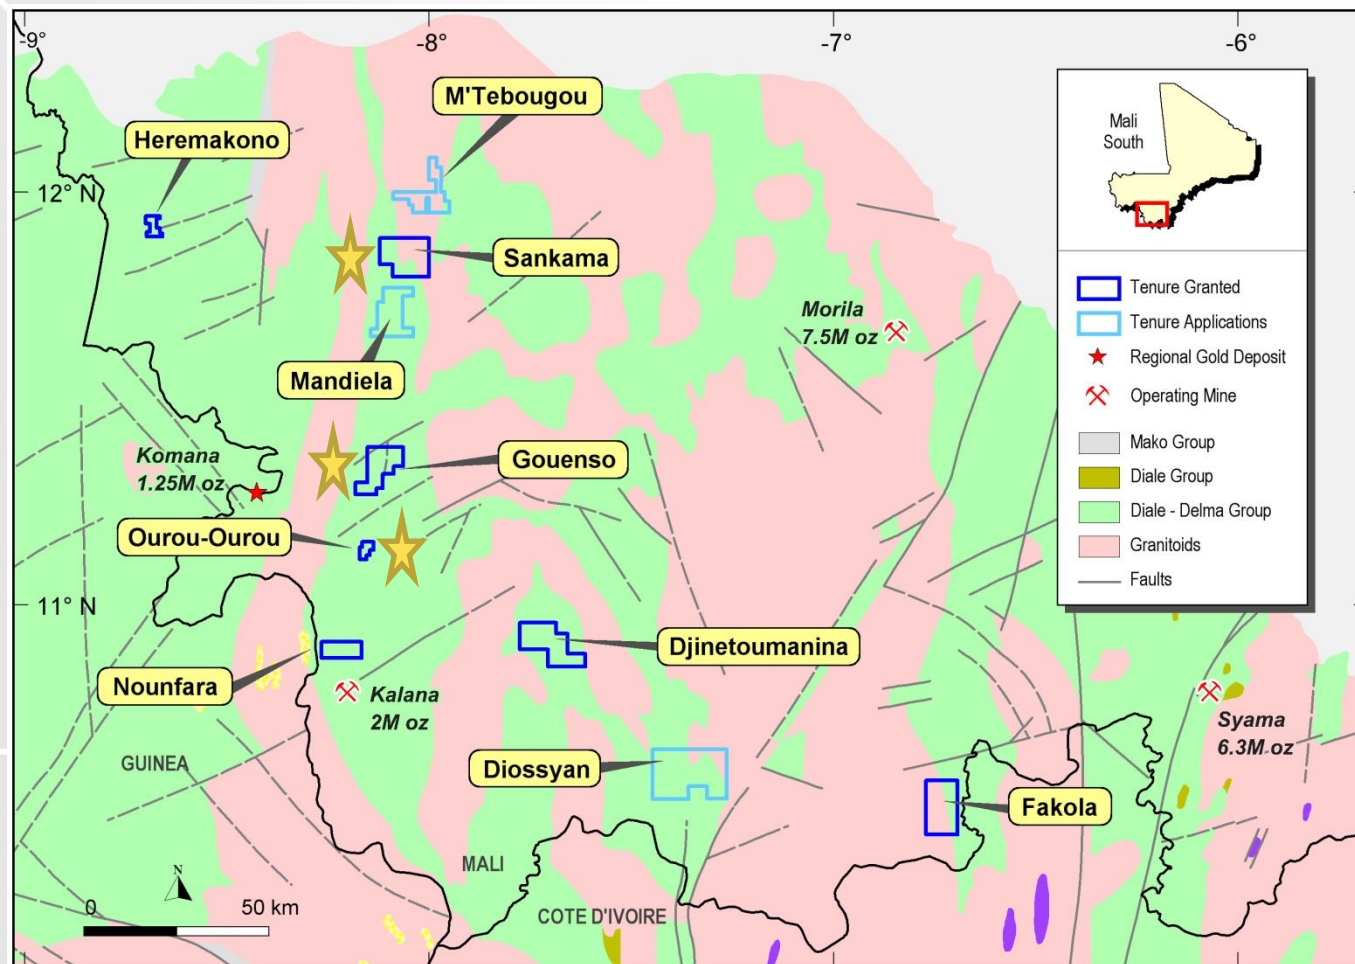 -9°
-8°
-7°
-6°
M'Tebougou
Heremakono
12° N
Sankama
Mandiela
Morila
7.5M oz
Komana
1.25M oz
Gouenso
Ourou-Ourou
11° N
Djinetoumanina
Nounfara
Kalana
2M oz
Syama
6.3M oz
GUINEA
Diossyan
Fakola
MALI
COTE D'IVOIRE
N
0
50 km
Mali
South
Tenure Granted
Tenure Applications
Regional Gold Deposit
Operating Mine
Mako Group
Diale Group
Diale - Delma Group
Granitoids
Faults